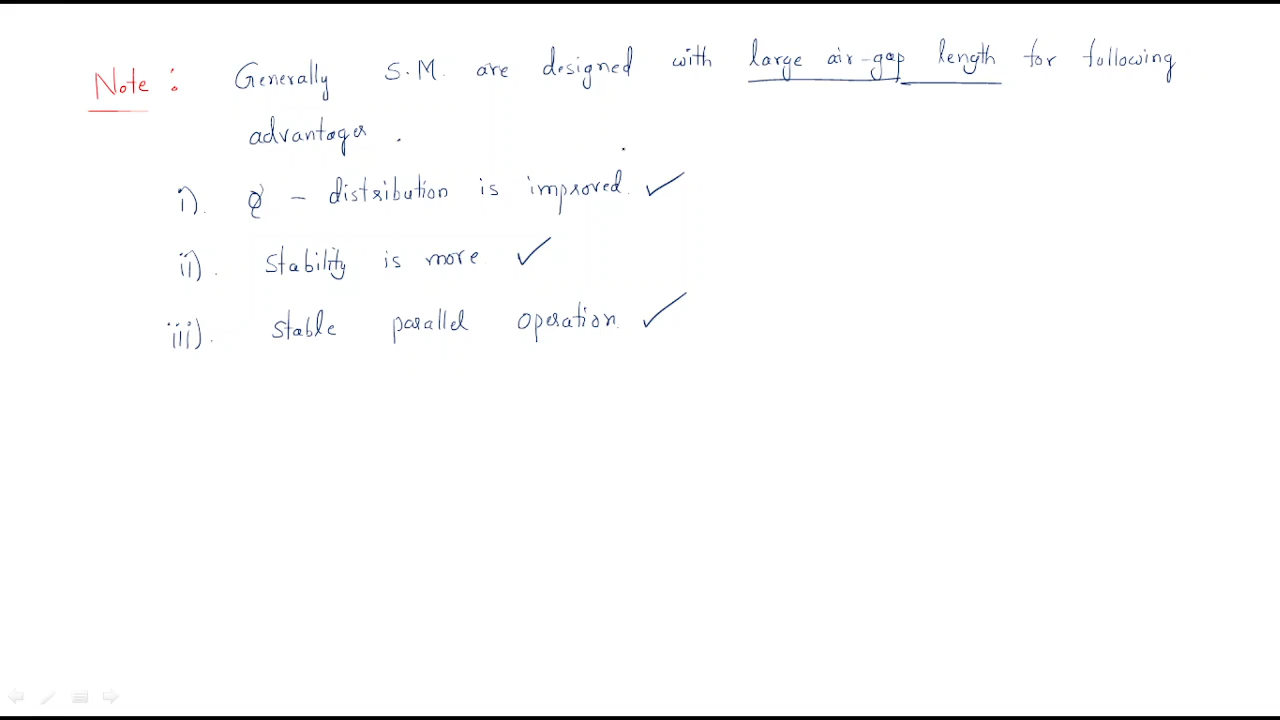 Note : Generally S.M. are designed with large air-gap length for following
advantages .
i). φ - distribution is improved.
ii). Stability is more
iii). Stable parallel operation.